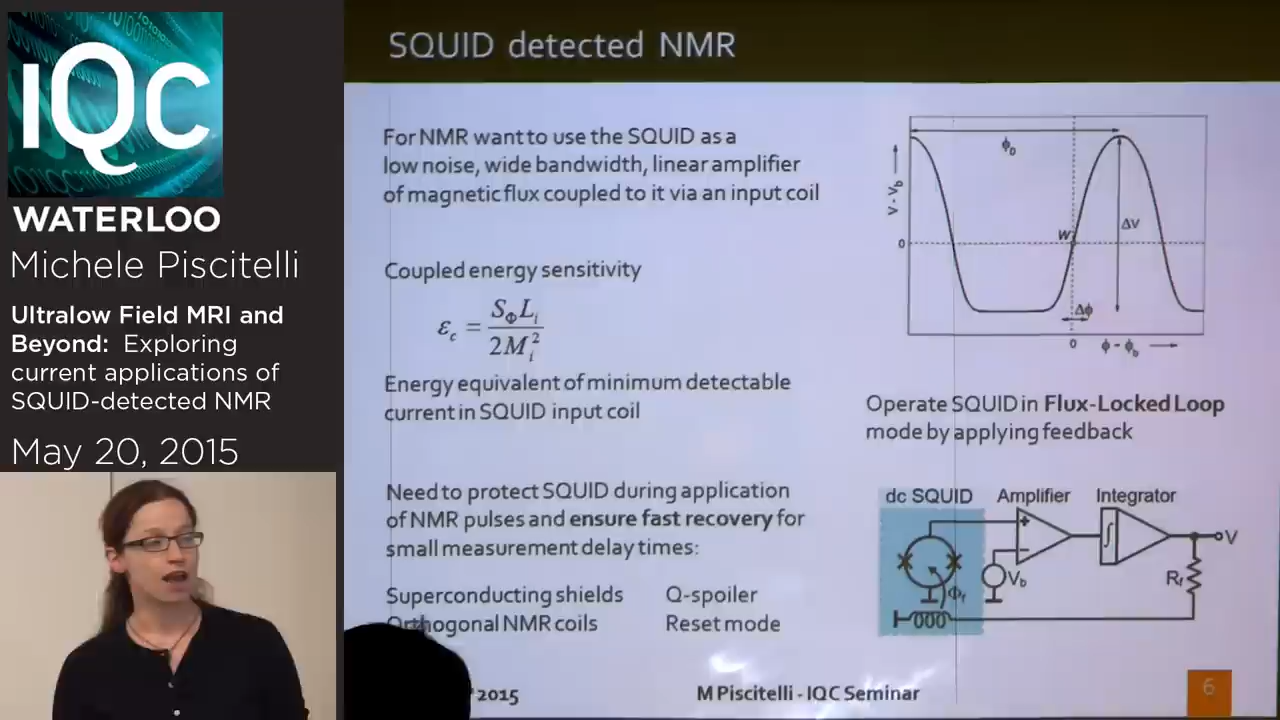 IQC
WATERLOO
Michele Piscitelli
Ultralow Field MRI and
Beyond: Exploring
current applications of
SQUID-detected NMR
May 20, 2015
SQUID detected NMR
For NMR want to use the SQUID as a
low noise, wide bandwidth, linear amplifier
of magnetic flux coupled to it via an input coil
Coupled energy sensitivity
ε_c = S_Φ L_i / 2M_i^2
Energy equivalent of minimum detectable
current in SQUID input coil
Need to protect SQUID during application
of NMR pulses and ensure fast recovery for
small measurement delay times:
Superconducting shields
Q-spoiler
Orthogonal NMR coils
Reset mode
ϕ_0
V - V_b
W
ΔV
0
Δϕ
0
ϕ - ϕ_b
Operate SQUID in Flux-Locked Loop
mode by applying feedback
dc SQUID
Amplifier
Integrator
+
−
∫
V
V_b
Φ_f
R_f
2015
M Piscitelli - IQC Seminar
6